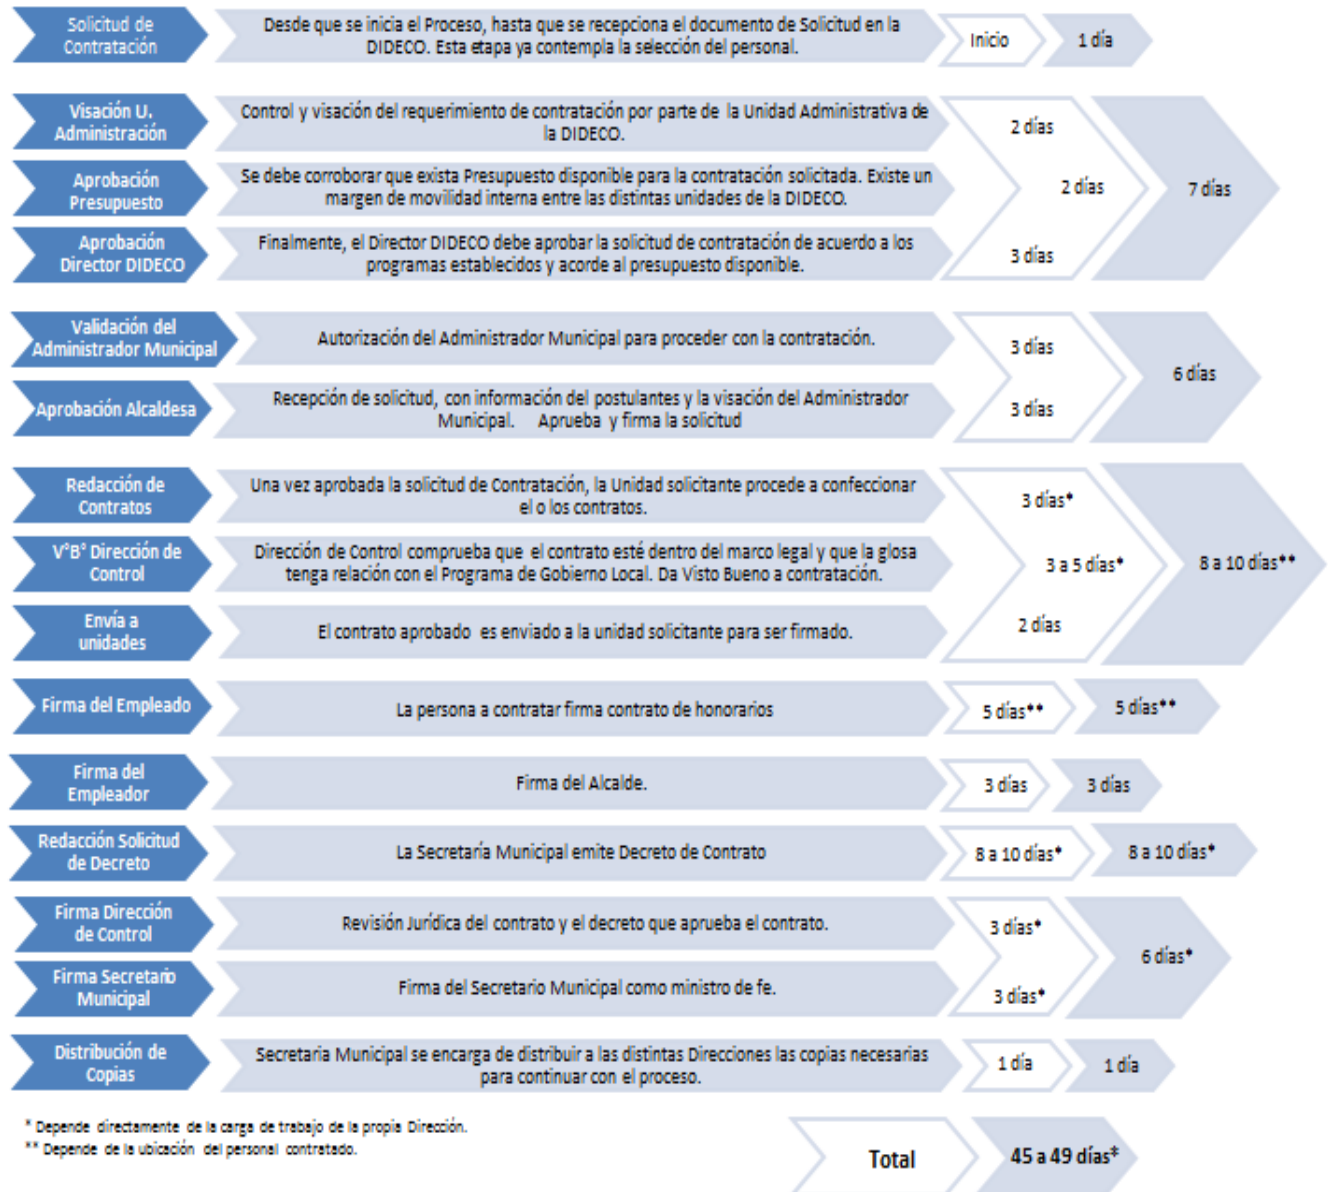 Solicitud de
Contratación
Desde que se inicia el Proceso, hasta que se recepciona el documento de Solicitud en la
DIDECO. Esta etapa ya contempla la selección del personal.
Inicio
1 día
Visación U.
Administración
Control y visación del requerimiento de contratación por parte de la Unidad Administrativa de
la DIDECO.
2 días
Aprobación
Presupuesto
Se debe corroborar que exista Presupuesto disponible para la contratación solicitada. Existe un
margen de movilidad interna entre las distintas unidades de la DIDECO.
2 días
7 días
Aprobación
Director DIDECO
Finalmente, el Director DIDECO debe aprobar la solicitud de contratación de acuerdo a los
programas establecidos y acorde al presupuesto disponible.
3 días
Validación del
Administrador Municipal
Autorización del Administrador Municipal para proceder con la contratación.
3 días
6 días
Aprobación Alcaldesa
Recepción de solicitud, con información del postulantes y la visación del Administrador
Municipal. Aprueba y firma la solicitud
3 días
Redacción de
Contratos
Una vez aprobada la solicitud de Contratación, la Unidad solicitante procede a confeccionar
el o los contratos.
3 días*
V°B° Dirección de
Control
Dirección de Control comprueba que el contrato esté dentro del marco legal y que la glosa
tenga relación con el Programa de Gobierno Local. Da Visto Bueno a contratación.
3 a 5 días*
8 a 10 días**
Envía a
unidades
El contrato aprobado es enviado a la unidad solicitante para ser firmado.
2 días
Firma del Empleado
La persona a contratar firma contrato de honorarios
5 días**
5 días**
Firma del
Empleador
Firma del Alcalde.
3 días
3 días
Redacción Solicitud
de Decreto
La Secretaría Municipal emite Decreto de Contrato
8 a 10 días*
8 a 10 días*
Firma Dirección
de Control
Revisión Jurídica del contrato y el decreto que aprueba el contrato.
3 días*
6 días*
Firma Secretario
Municipal
Firma del Secretario Municipal como ministro de fe.
3 días*
Distribución de
Copias
Secretaria Municipal se encarga de distribuir a las distintas Direcciones las copias necesarias
para continuar con el proceso.
1 día
1 día
* Depende directamente de la carga de trabajo de la propia Dirección.
** Depende de la ubicación del personal contratado.
Total
45 a 49 días*